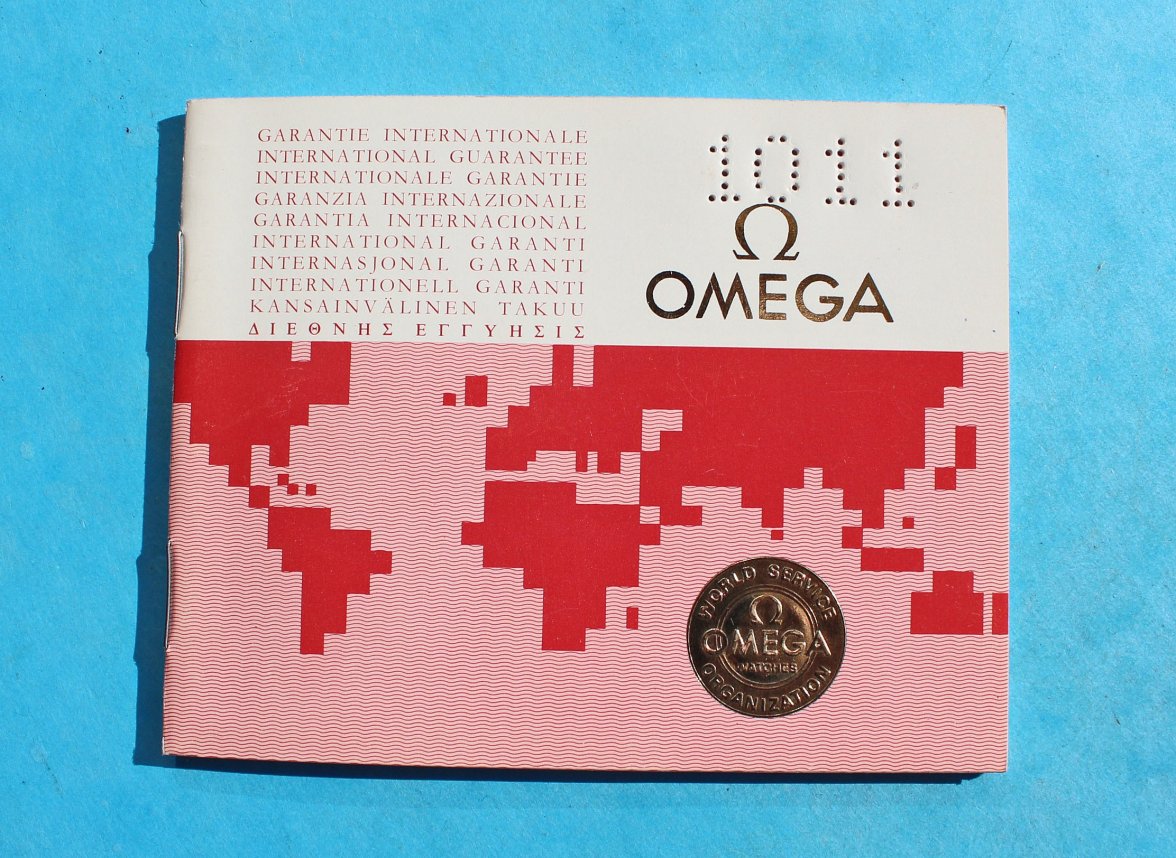 GARANTIE INTERNATIONALE
INTERNATIONAL GUARANTEE
INTERNATIONALE GARANTIE
GARANZIA INTERNAZIONALE
GARANTIA INTERNACIONAL
INTERNATIONAL GARANTI
INTERNASJONAL GARANTI
INTERNATIONELL GARANTI
KANSAINVÄLINEN TAKUU
ΔΙΕΘΝΗΣ ΕΓΓΥΗΣΙΣ
1011
Ω
OMEGA
WORLD SERVICE
Ω
OMEGA
WATCHES
ORGANIZATION